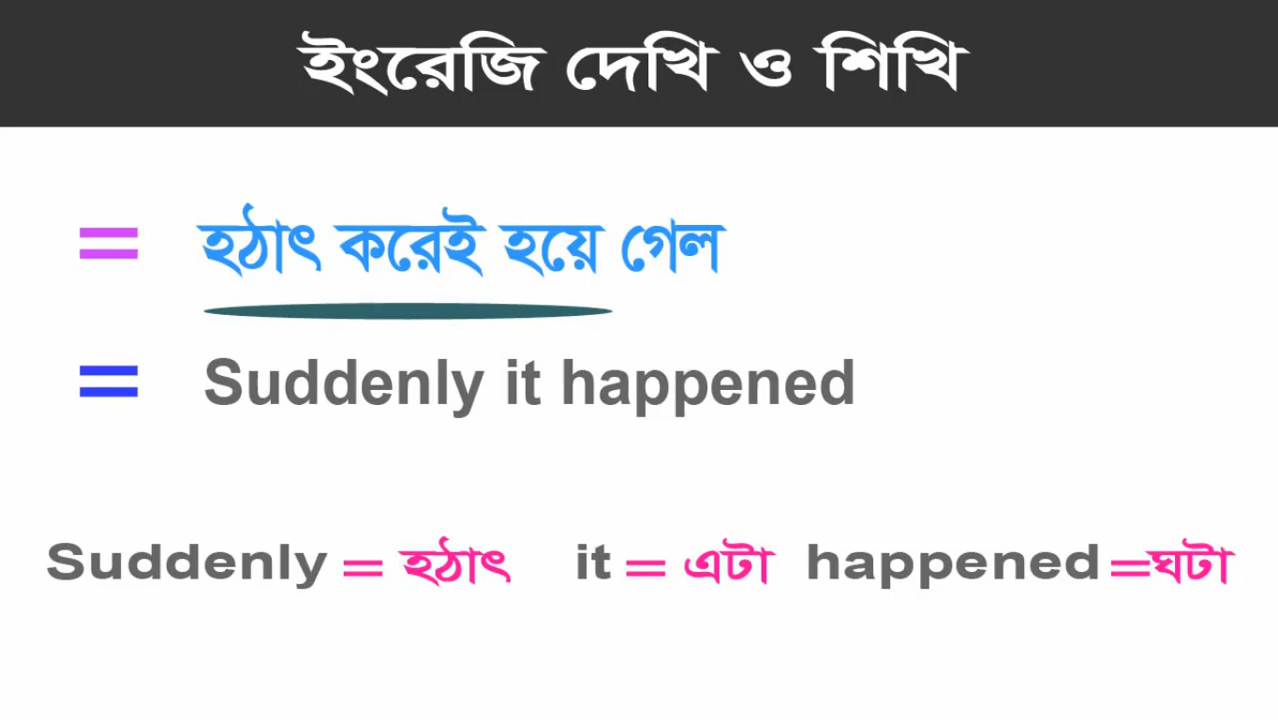 ইংরেজি দেখি ও শিখি
= হঠাৎ করেই হয়ে গেল
= Suddenly it happened
Suddenly = হঠাৎ it = এটা happened =ঘটা